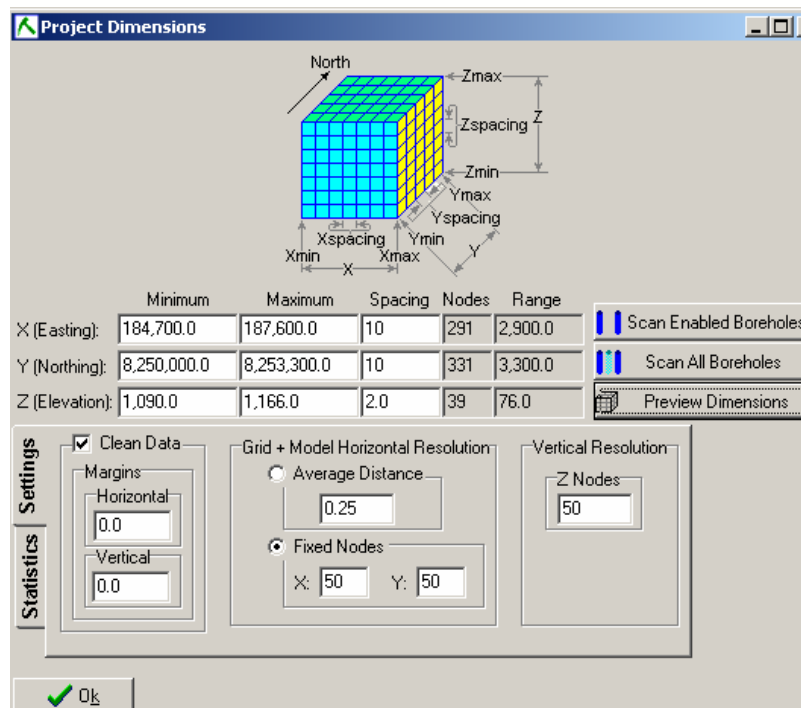 Project Dimensions
North
Zmax
Zspacing
Z
Zmin
Ymax
Yspacing
Xspacing
Ymin
Y
Xmin
X
Xmax
Minimum Maximum Spacing Nodes Range
X (Easting): 184,700.0 187,600.0 10 291 2,900.0
Scan Enabled Boreholes
Y (Northing): 8,250,000.0 8,253,300.0 10 331 3,300.0
Scan All Boreholes
Z (Elevation): 1,090.0 1,166.0 2.0 39 76.0
Preview Dimensions
Settings
Statistics
Clean Data
Margins
Horizontal
0.0
Vertical
0.0
Grid + Model Horizontal Resolution
Average Distance
0.25
Fixed Nodes
X: 50 Y: 50
Vertical Resolution
Z Nodes
50
Ok